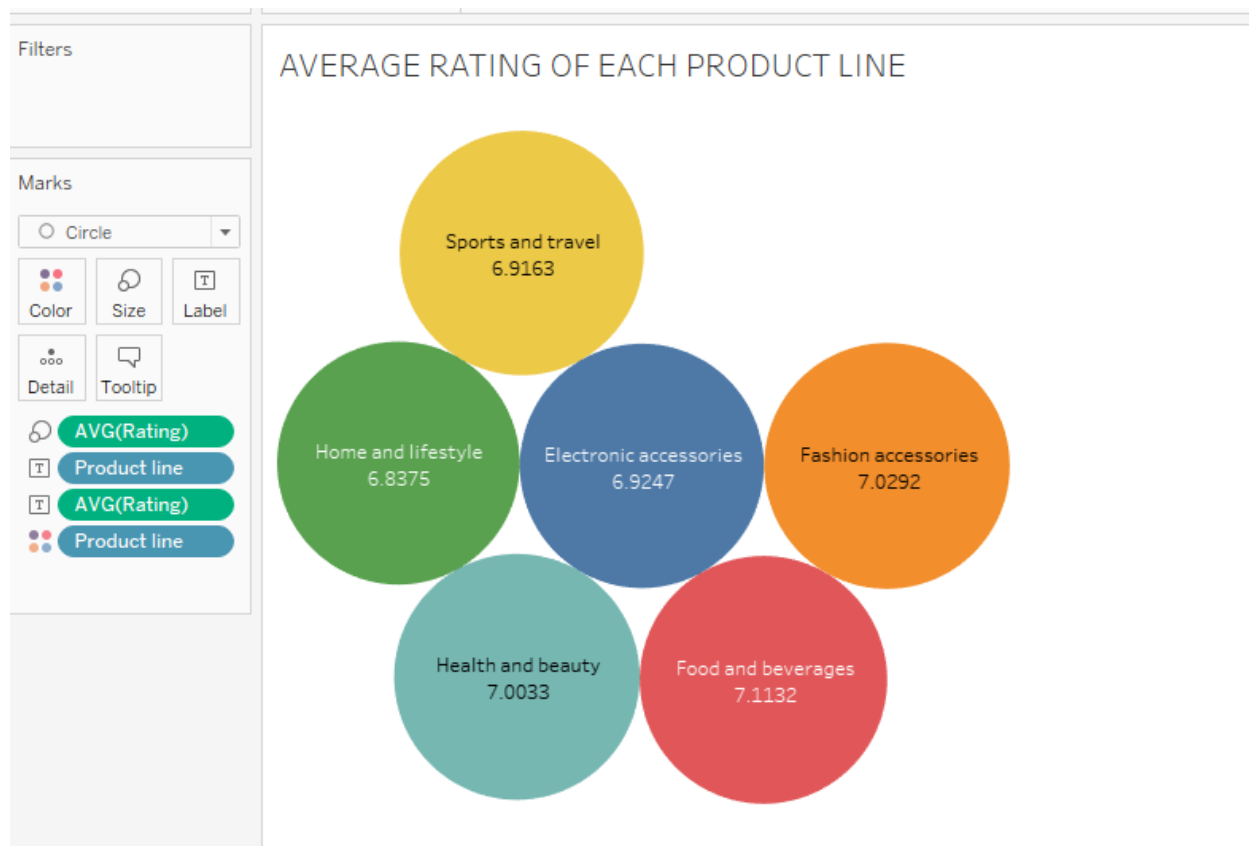 Filters
Marks
Circle
Color
Size
T
Label
Detail
Tooltip
AVG(Rating)
T
Product line
T
AVG(Rating)
Product line
AVERAGE RATING OF EACH PRODUCT LINE
Sports and travel
6.9163
Home and lifestyle
6.8375
Electronic accessories
6.9247
Fashion accessories
7.0292
Health and beauty
7.0033
Food and beverages
7.1132